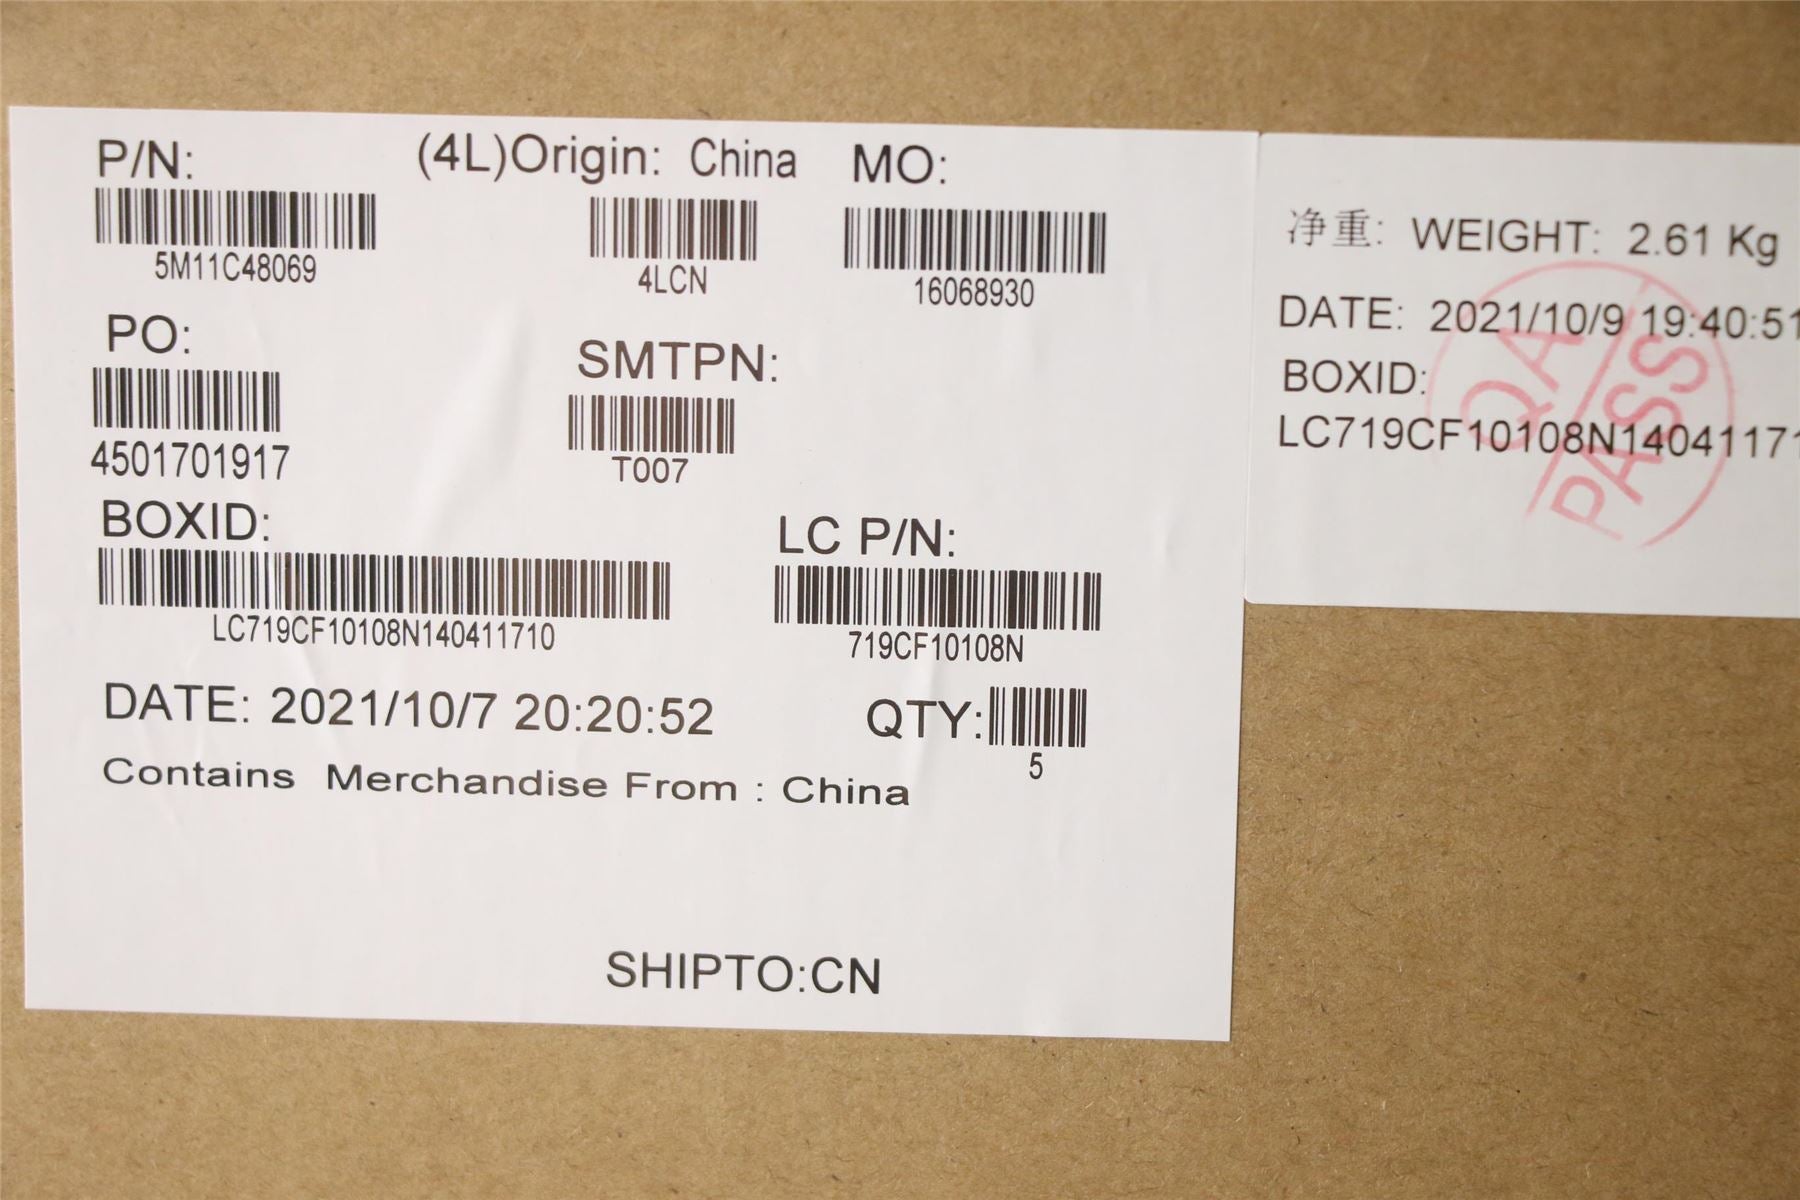 P/N: (4L)Origin: China MO:
5M11C48069 4LCN 16068930
PO: SMTPN:
4501701917 T007
BOXID: LC P/N:
LC719CF10108N140411710 719CF10108N
DATE: 2021/10/7 20:20:52 QTY:
5
Contains Merchandise From : China
SHIPTO:CN
净重: WEIGHT: 2.61 Kg
DATE: 2021/10/9 19:40:51
BOXID:
LC719CF10108N14041171
QA
PASS